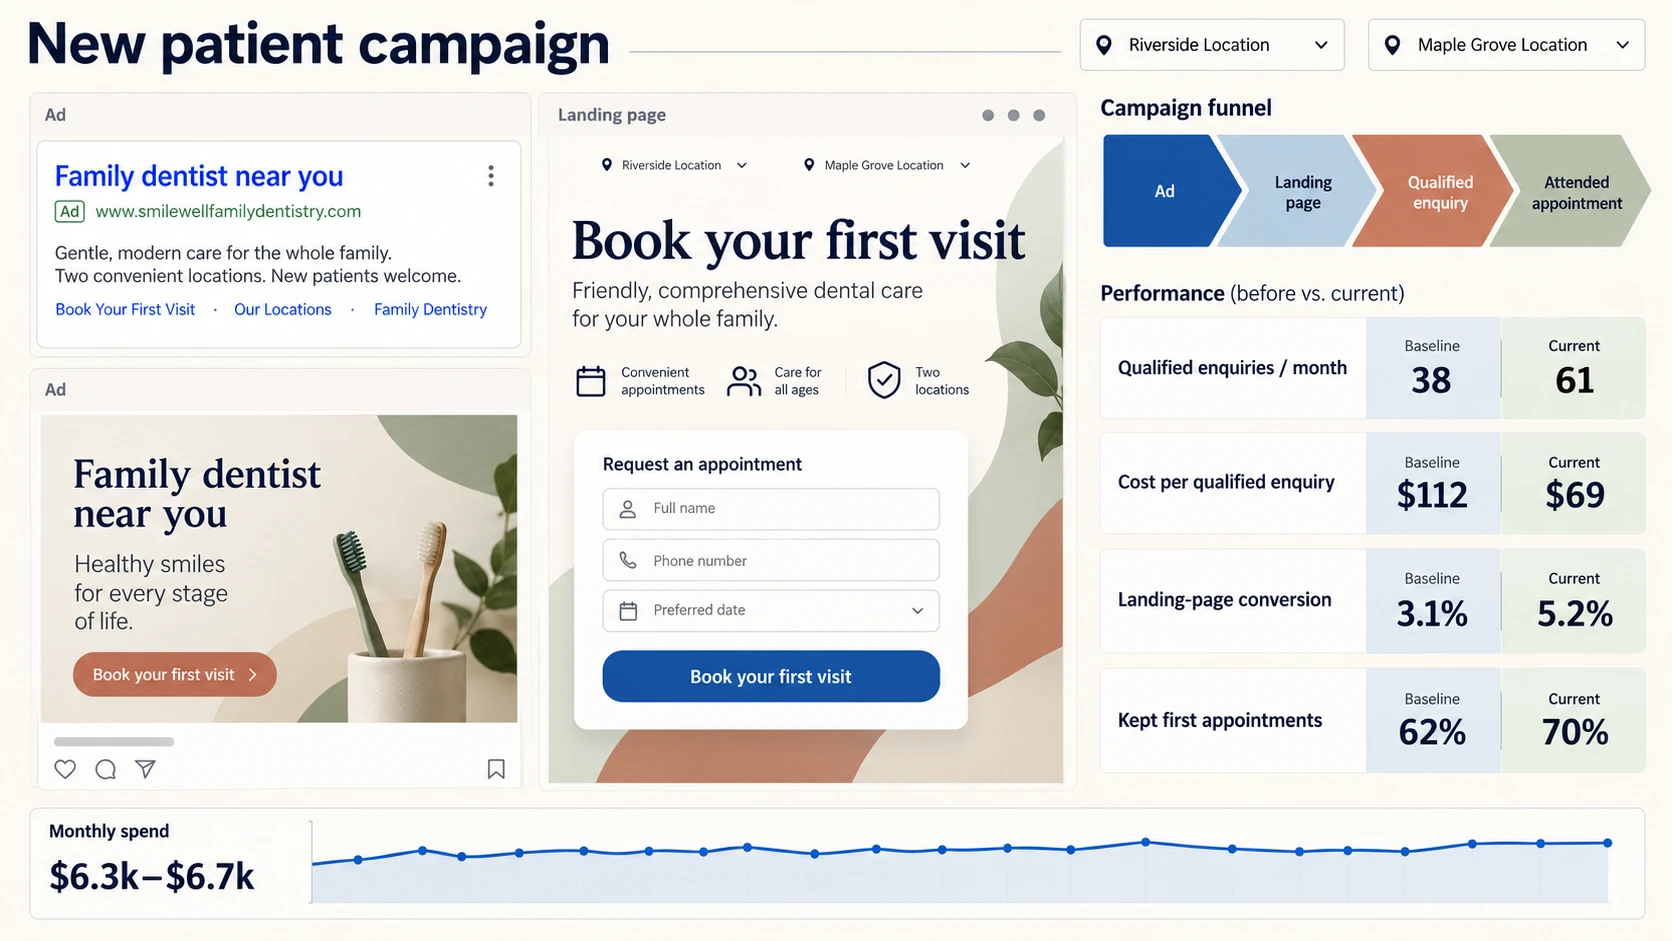 New patient campaign
Riverside Location
Maple Grove Location
Ad
Family dentist near you
Ad www.smilewellfamilydentistry.com
Gentle, modern care for the whole family.
Two convenient locations. New patients welcome.
Book Your First Visit · Our Locations · Family Dentistry
Ad
Family dentist
near you
Healthy smiles
for every stage
of life.
Book your first visit
Landing page
Riverside Location
Maple Grove Location
Book your first visit
Friendly, comprehensive dental care
for your whole family.
Convenient
appointments
Care for
all ages
Two
locations
Request an appointment
Full name
Phone number
Preferred date
Book your first visit
Campaign funnel
Ad
Landing
page
Qualified
enquiry
Attended
appointment
Performance (before vs. current)
Qualified enquiries / month
Baseline
38
Current
61
Cost per qualified enquiry
Baseline
$112
Current
$69
Landing-page conversion
Baseline
3.1%
Current
5.2%
Kept first appointments
Baseline
62%
Current
70%
Monthly spend
$6.3k–$6.7k